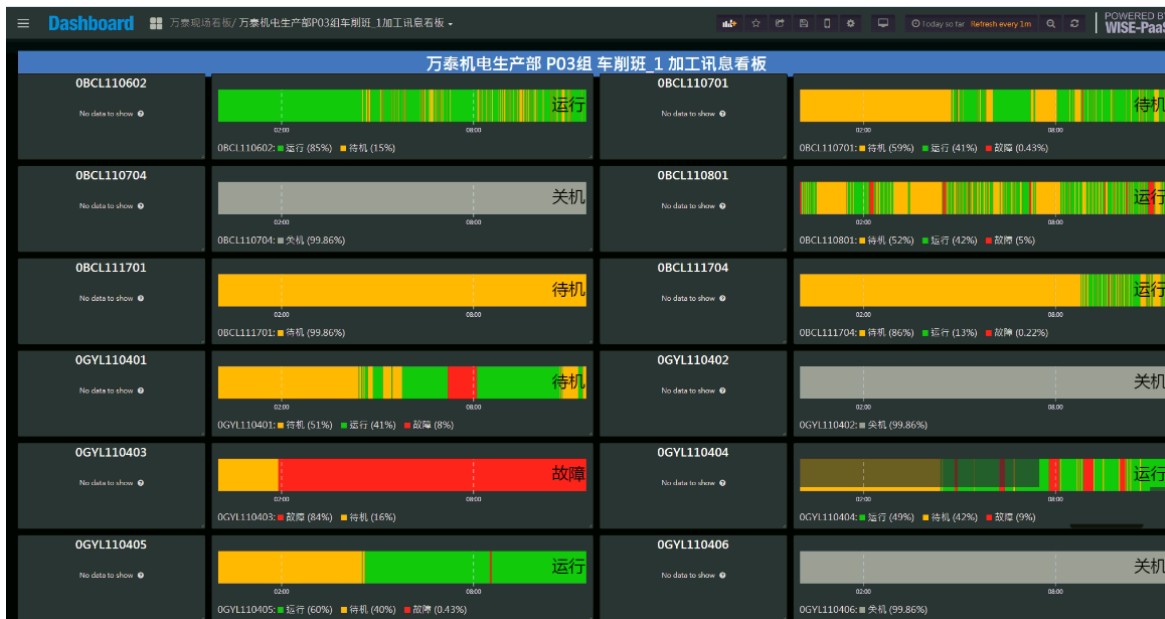 Dashboard 万泰现场看板/ 万泰机电生产部P03组车削班_1加工讯息看板
Today so far Refresh every 1m
POWERED BY
WISE-PaaS
万泰机电生产部 P03组 车削班_1 加工讯息看板
0BCL110602
No data to show
运行
02:00 08:00
0BCL110602: 运行 (85%) 待机 (15%)
0BCL110701
No data to show
待机
02:00 08:00
0BCL110701: 待机 (59%) 运行 (41%) 故障 (0.43%)
0BCL110704
No data to show
关机
02:00 08:00
0BCL110704: 关机 (99.86%)
0BCL110801
No data to show
运行
02:00 08:00
0BCL110801: 待机 (52%) 运行 (42%) 故障 (5%)
0BCL111701
No data to show
待机
02:00 08:00
0BCL111701: 待机 (99.86%)
0BCL111704
No data to show
运行
02:00 08:00
0BCL111704: 待机 (86%) 运行 (13%) 故障 (0.22%)
0GYL110401
No data to show
待机
02:00 08:00
0GYL110401: 待机 (51%) 运行 (41%) 故障 (8%)
0GYL110402
No data to show
关机
02:00 08:00
0GYL110402: 关机 (99.86%)
0GYL110403
No data to show
故障
02:00 08:00
0GYL110403: 故障 (84%) 待机 (16%)
0GYL110404
No data to show
运行
02:00 08:00
0GYL110404: 运行 (49%) 待机 (42%) 故障 (9%)
0GYL110405
No data to show
运行
02:00 08:00
0GYL110405: 运行 (60%) 待机 (40%) 故障 (0.43%)
0GYL110406
No data to show
关机
02:00 08:00
0GYL110406: 关机 (99.86%)